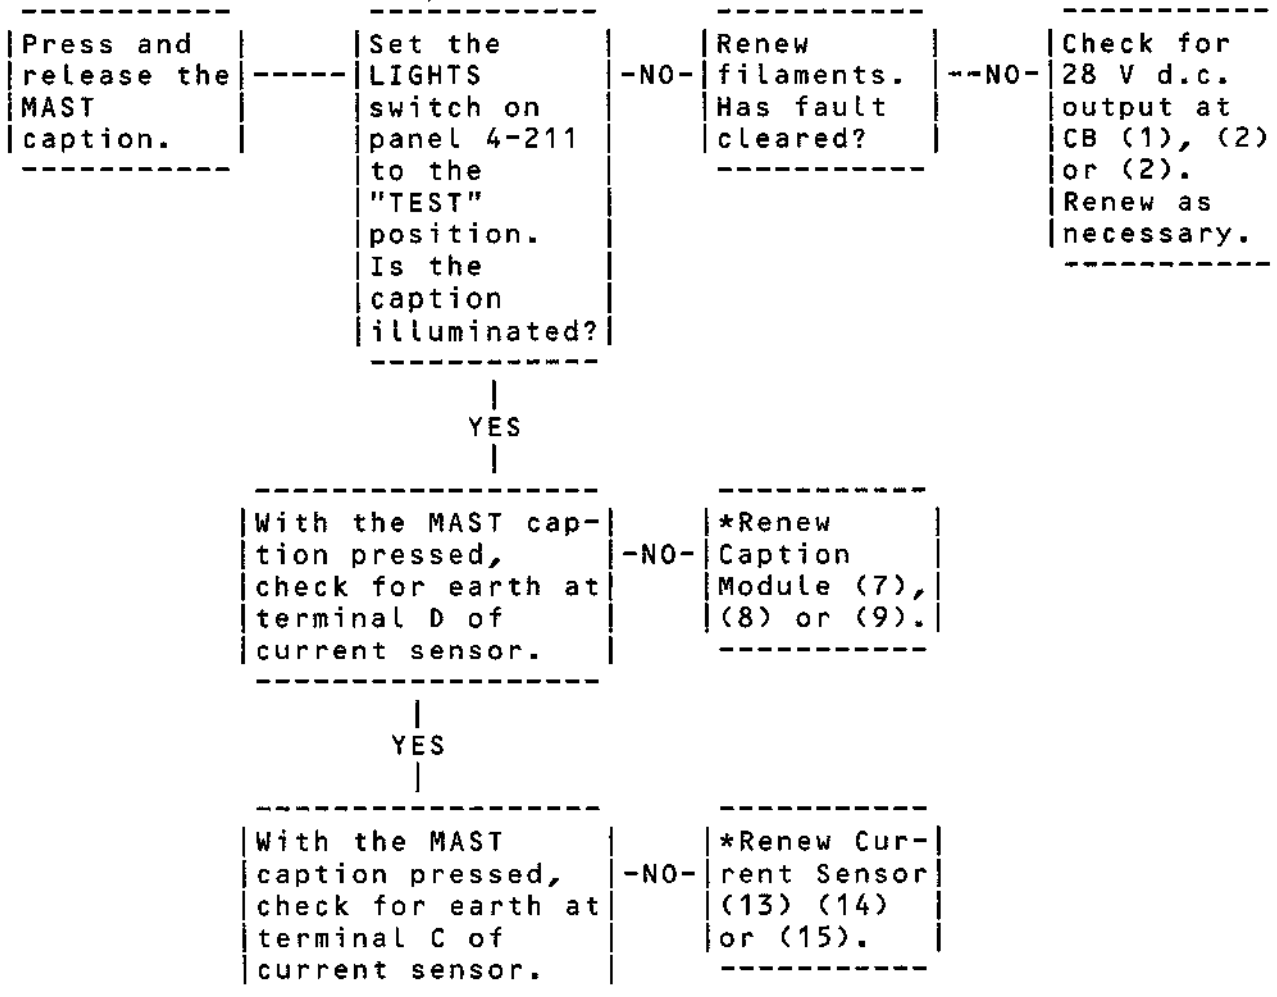 Press and
release the
MAST
caption.
Set the
LIGHTS
switch on
panel 4-211
to the
"TEST"
position.
Is the
caption
illuminated?
-NO-
Renew
filaments.
Has fault
cleared?
--NO-
Check for
28 V d.c.
output at
CB (1), (2)
or (2).
Renew as
necessary.
YES
With the MAST cap-
tion pressed,
check for earth at
terminal D of
current sensor.
-NO-
*Renew
Caption
Module (7),
(8) or (9).
YES
With the MAST
caption pressed,
check for earth at
terminal C of
current sensor.
-NO-
*Renew Cur-
rent Sensor
(13) (14)
or (15).